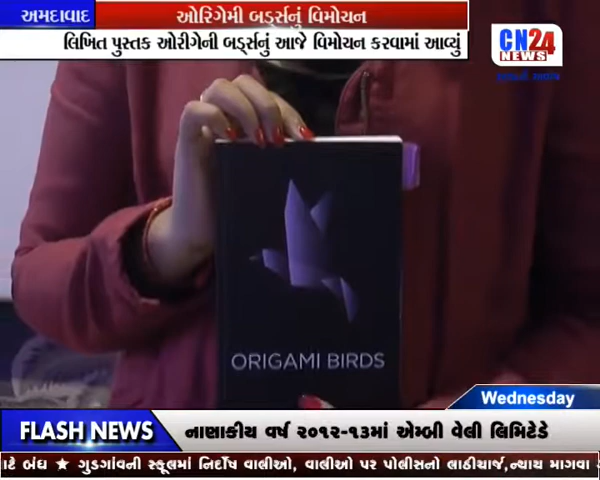 અમદાવાદ
ઓરિગેમી બર્ડ્સનું વિમોચન
લિખિત પુસ્તક ઓરીગેની બર્ડ્સનું આજે વિમોચન કરવામાં આવ્યું
CN24
NEWS
ORIGAMI BIRDS
Wednesday
FLASH NEWS
નાણાકીય વર્ષ ૨૦૧૨-૧૩માં એમ્બી વેલી લિમિટેડે
ાટે બંધ ★ ગુડગાંવની સ્કૂલમાં નિર્દોષ વાલીઓ, વાલીઓ પર પોલીસનો લાઠીચાર્જ,ન્યાય માગવા